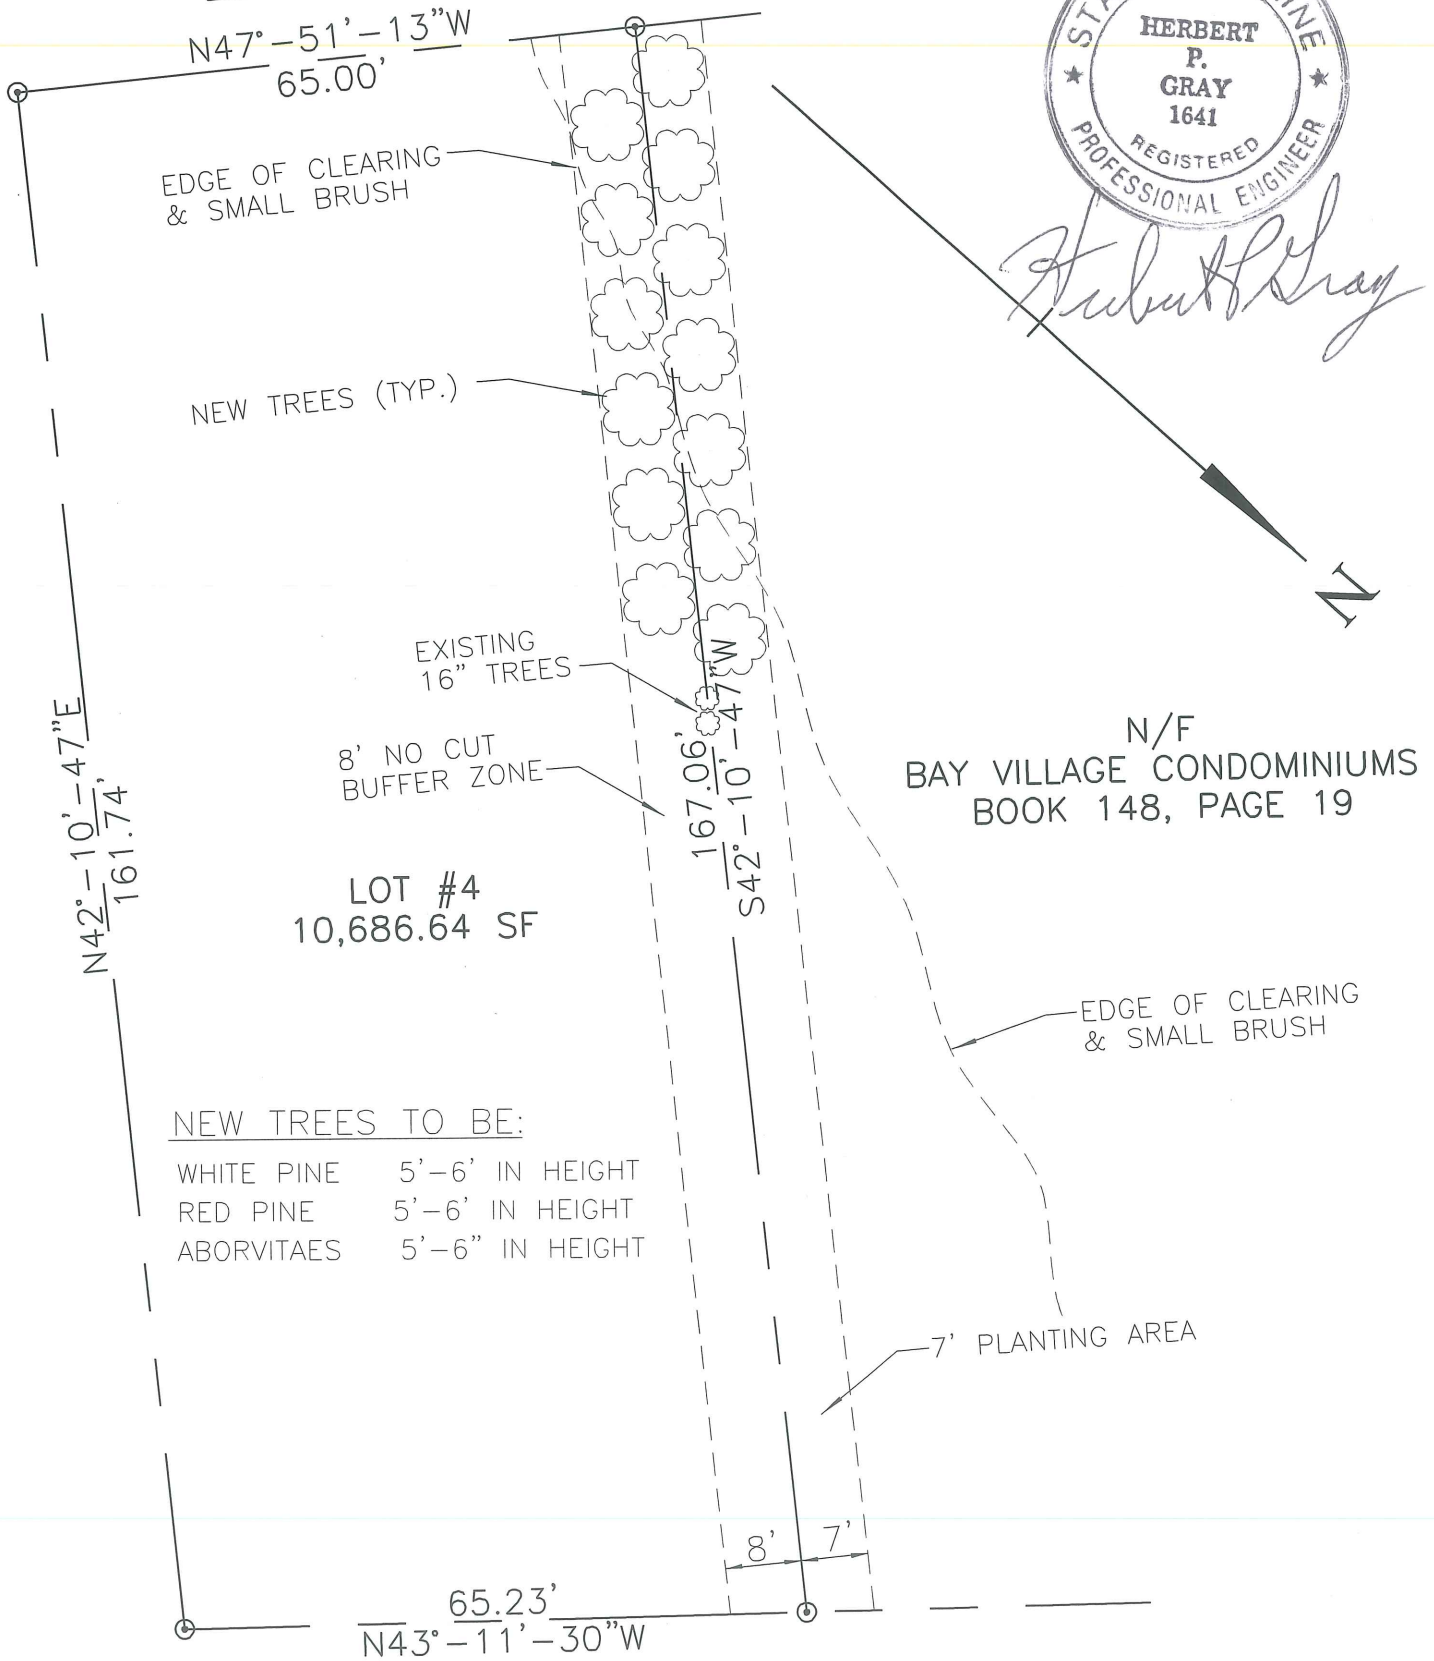 N47°-51'-13"W
65.00'
HERBERT
P.
GRAY
1641
REGISTERED
PROFESSIONAL ENGINEER
Herbert P Gray
EDGE OF CLEARING
& SMALL BRUSH
NEW TREES (TYP.)
N
EXISTING
16" TREES
8' NO CUT
BUFFER ZONE
167.06'
S42°-10'-47"W
N/F
BAY VILLAGE CONDOMINIUMS
BOOK 148, PAGE 19
N42°-10'-47"E
161.74'
LOT #4
10,686.64 SF
EDGE OF CLEARING
& SMALL BRUSH
NEW TREES TO BE:
WHITE PINE 5'-6' IN HEIGHT
RED PINE 5'-6' IN HEIGHT
ABORVITAES 5'-6" IN HEIGHT
7' PLANTING AREA
8' 7'
65.23'
N43°-11'-30"W